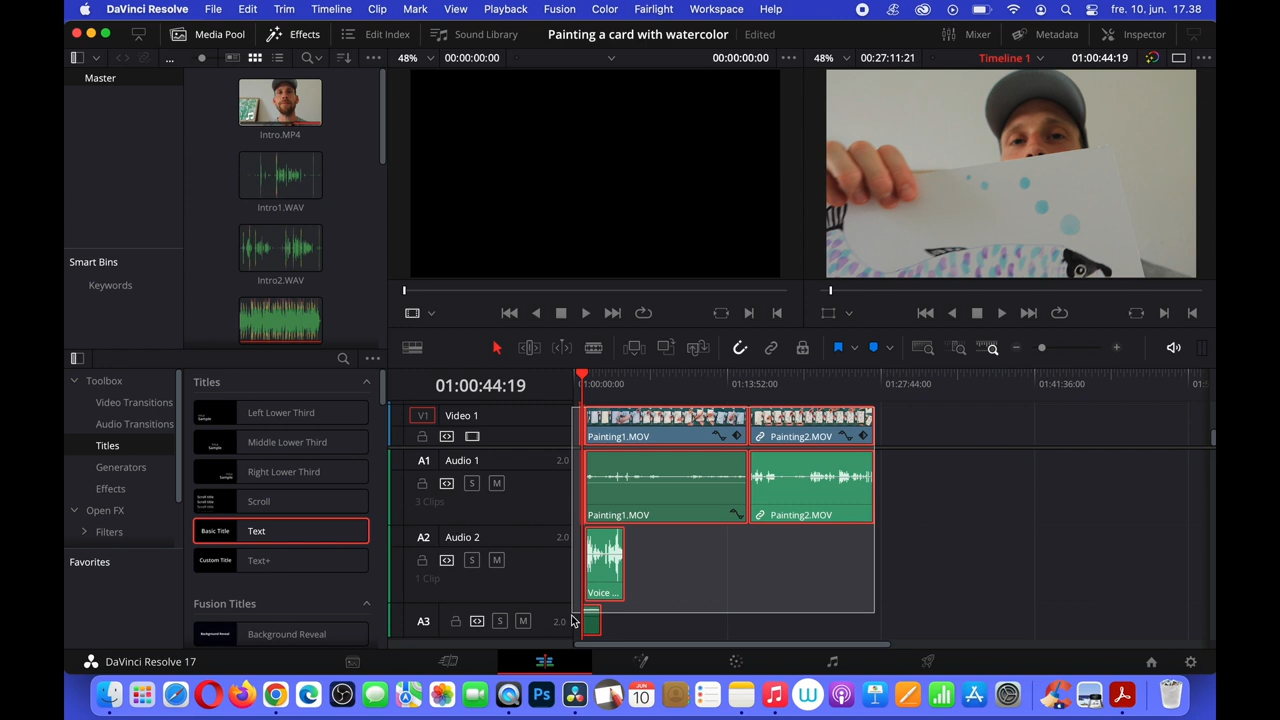 DaVinci Resolve File Edit Trim Timeline Clip Mark View Playback Fusion Color Fairlight Workspace Help fre. 10. jun. 17.38
Media Pool Effects Edit Index Sound Library Painting a card with watercolor Edited Mixer Metadata Inspector
... 48% 00:00:00:00 00:00:00:00 48% 00:27:11:21 Timeline 1 01:00:44:19
Master
Intro.MP4
Intro1.WAV
Smart Bins
Keywords
Intro2.WAV
Toolbox
Video Transitions
Audio Transitions
Titles
Generators
Effects
Open FX
Filters
Favorites
Titles
Left Lower Third
Middle Lower Third
Right Lower Third
Scroll
Basic Title Text
Custom Title Text+
Fusion Titles
Background Reveal Background Reveal
01:00:44:19 01:00:00:00 01:13:52:00 01:27:44:00 01:41:36:00
V1 Video 1
Painting1.MOV Painting2.MOV
A1 Audio 1 2.0
S M
3 Clips
Painting1.MOV Painting2.MOV
A2 Audio 2 2.0
S M
1 Clip
Voice ...
A3 S M 2.0
DaVinci Resolve 17
JUN
10
Ps
W